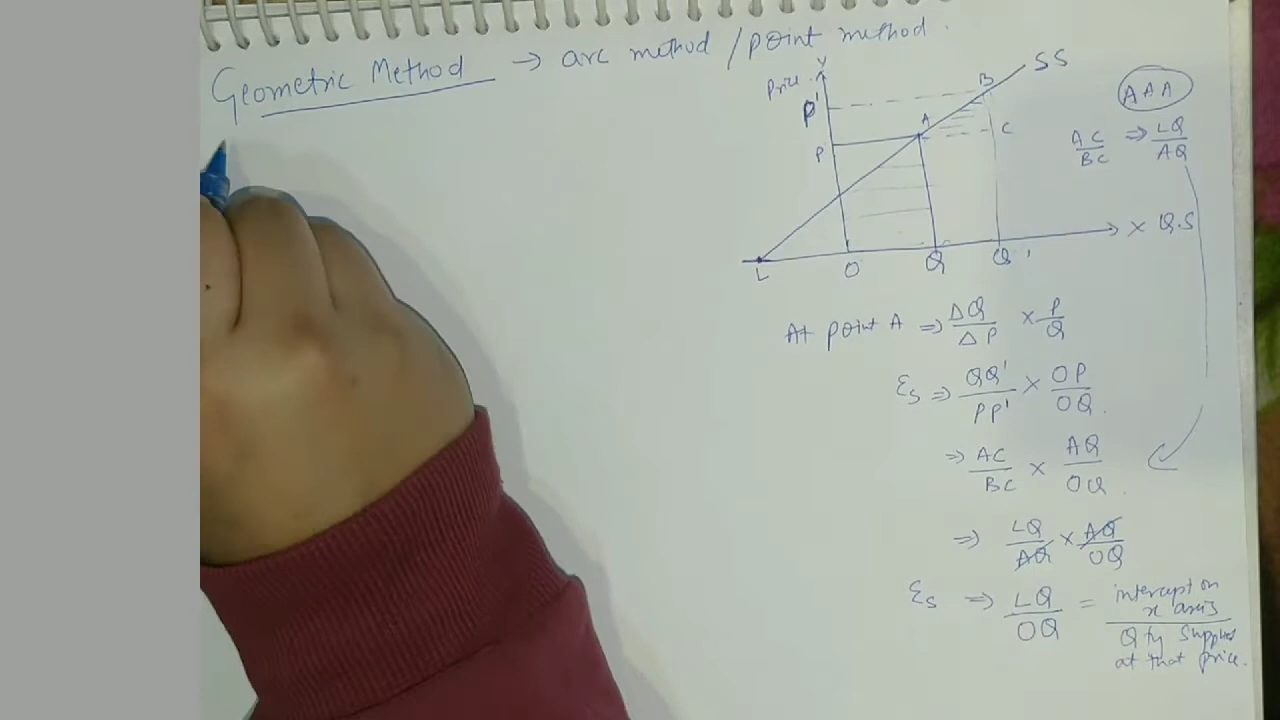 Geometric Method → arc method / point method.
Y
Price
P'
P
A
B
SS
C
L
O
Q
Q'
X Q.S
AAA
AC/BC ⇒ LQ/AQ
At point A ⇒ ΔQ/ΔP × P/Q
Es ⇒ QQ'/PP' × OP/OQ.
⇒ AC/BC × AQ/OQ.
⇒ LQ/AQ × AQ/OQ
Es ⇒ LQ/OQ = intercept on x axis / Qty Supplied at that price.